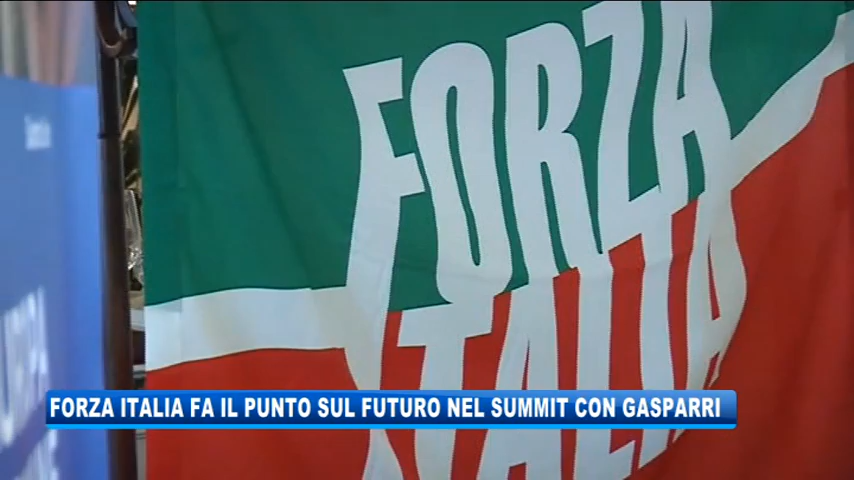 FORZA
ITALIA
FORZA ITALIA FA IL PUNTO SUL FUTURO NEL SUMMIT CON GASPARRI